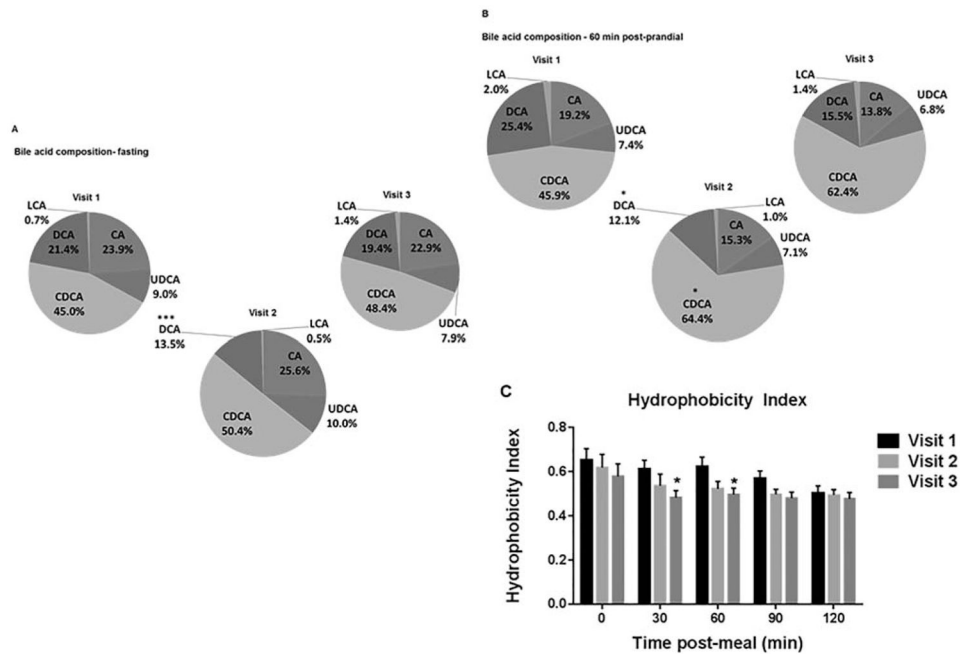 A
Bile acid composition- fasting
Visit 1
LCA
0.7%
DCA
21.4%
CA
23.9%
UDCA
9.0%
CDCA
45.0%
Visit 2
***
DCA
13.5%
LCA
0.5%
CA
25.6%
UDCA
10.0%
CDCA
50.4%
Visit 3
LCA
1.4%
DCA
19.4%
CA
22.9%
UDCA
7.9%
CDCA
48.4%
B
Bile acid composition - 60 min post-prandial
Visit 1
LCA
2.0%
DCA
25.4%
CA
19.2%
UDCA
7.4%
CDCA
45.9%
Visit 2
*
DCA
12.1%
LCA
1.0%
CA
15.3%
UDCA
7.1%
*
CDCA
64.4%
Visit 3
LCA
1.4%
DCA
15.5%
CA
13.8%
UDCA
6.8%
CDCA
62.4%
C
Hydrophobicity Index
Hydrophobicity Index
0.8
0.6
0.4
0.2
0.0
* *
0 30 60 90 120
Time post-meal (min)
Visit 1
Visit 2
Visit 3